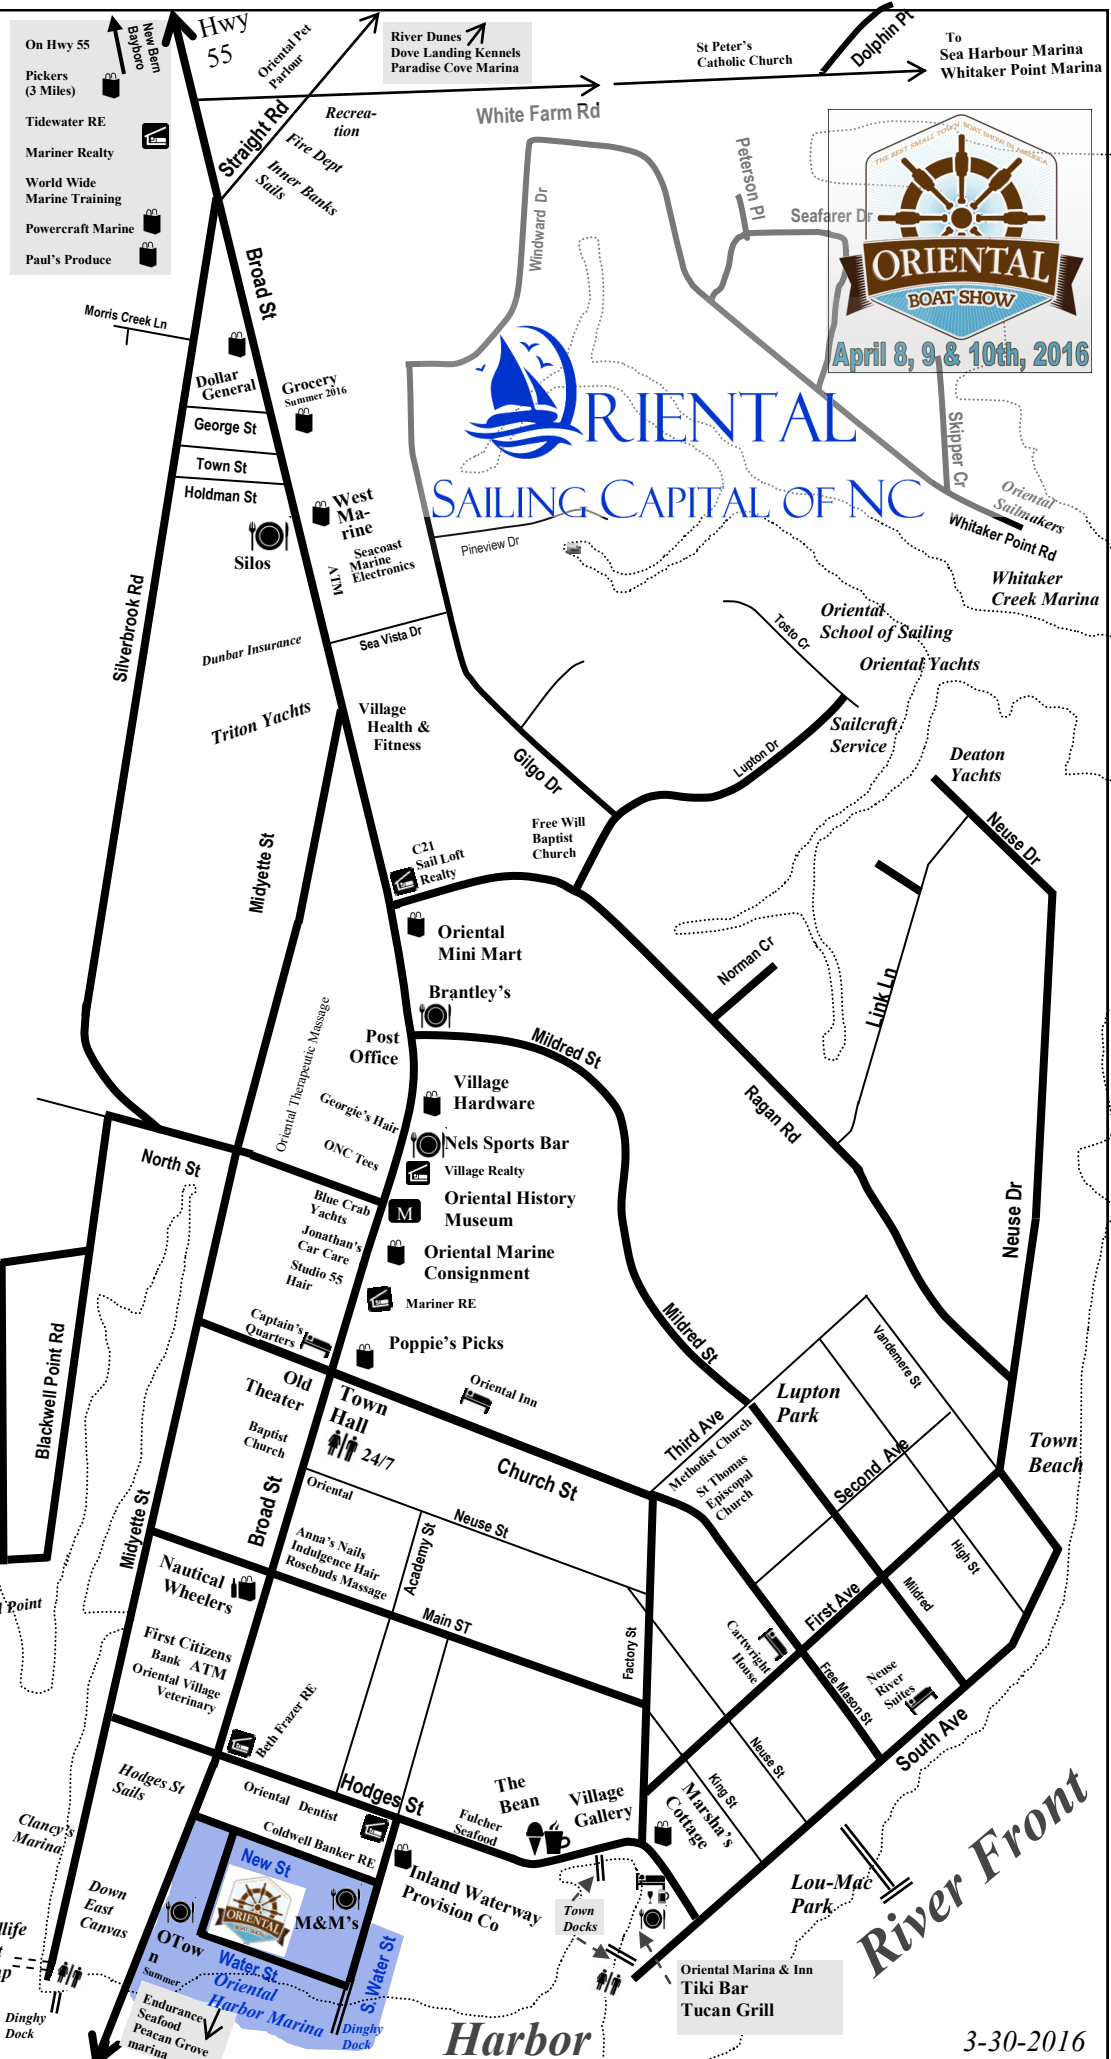 On Hwy 55
New Bern
Bayboro
Pickers
(3 Miles)
Tidewater RE
Mariner Realty
World Wide
Marine Training
Powercraft Marine
Paul's Produce
Hwy
55
Oriental Pet
Parlour
River Dunes
Dove Landing Kennels
Paradise Cove Marina
St Peter's
Catholic Church
Dolphin Pt
To
Sea Harbour Marina
Whitaker Point Marina
Straight Rd
Recrea-
tion
Fire Dept
Inner Banks
Sails
White Farm Rd
Windward Dr
Peterson Pl
Seafarer Dr
THE BEST SMALL TOWN BOAT SHOW IN AMERICA
ORIENTAL
BOAT SHOW
April 8, 9 & 10th, 2016
Broad St
Morris Creek Ln
Dollar
General
Grocery
Summer 2016
George St
Town St
Holdman St
ORIENTAL
SAILING CAPITAL OF NC
Skipper Cr
Oriental
Sailmakers
Whitaker Point Rd
Whitaker
Creek Marina
West
Ma-
rine
Seacoast
Marine
Electronics
ATM
Silos
Pineview Dr
Silverbrook Rd
Sea Vista Dr
Dunbar Insurance
Tosto Cr
Oriental
School of Sailing
Oriental Yachts
Triton Yachts
Village
Health &
Fitness
Gilgo Dr
Lupton Dr
Sailcraft
Service
Deaton
Yachts
Neuse Dr
Midyette St
C21
Sail Loft
Realty
Free Will
Baptist
Church
Oriental
Mini Mart
Brantley's
Norman Cr
Link Ln
Post
Office
Mildred St
Oriental Therapeutic Massage
Georgie's Hair
Village
Hardware
Ragan Rd
ONC Tees
Nels Sports Bar
Village Realty
North St
Blue Crab
Yachts
M
Oriental History
Museum
Jonathan's
Car Care
Oriental Marine
Consignment
Studio 55
Hair
Mariner RE
Neuse Dr
Captain's
Quarters
Poppie's Picks
Mildred St
Vandemere St
Blackwell Point Rd
Old
Theater
Town
Hall
24/7
Oriental Inn
Lupton
Park
Third Ave
Methodist Church
St Thomas
Episcopal
Church
Town
Beach
Baptist
Church
Church St
Second Ave
Midyette St
Broad St
Oriental
Neuse St
Academy St
Anna's Nails
Indulgence Hair
Rosebuds Massage
High St
Nautical
Wheelers
Main ST
First Ave
Mildred
Point
Factory St
Cartwright
House
First Citizens
Bank ATM
Oriental Village
Veterinary
Free Mason St
Neuse
River
Suites
Beth Frazer RE
Neuse St
South Ave
Hodges St
Sails
Oriental Dentist
Hodges St
The
Bean
Village
Gallery
King St
Marsha's
Cottage
Fulcher
Seafood
Coldwell Banker RE
Clancy's
Marina
New St
Inland Waterway
Provision Co
River Front
Lou-Mac
Park
Down
East
Canvas
ORIENTAL
BOAT SHOW
M&M's
Town
Docks
OTow
n
Summer
Water St
S. Water St
Oriental
Harbor Marina
Oriental Marina & Inn
Tiki Bar
Tucan Grill
Dinghy
Dock
Endurance
Seafood
Peacan Grove
marina
Dinghy
Dock
Harbor
3-30-2016